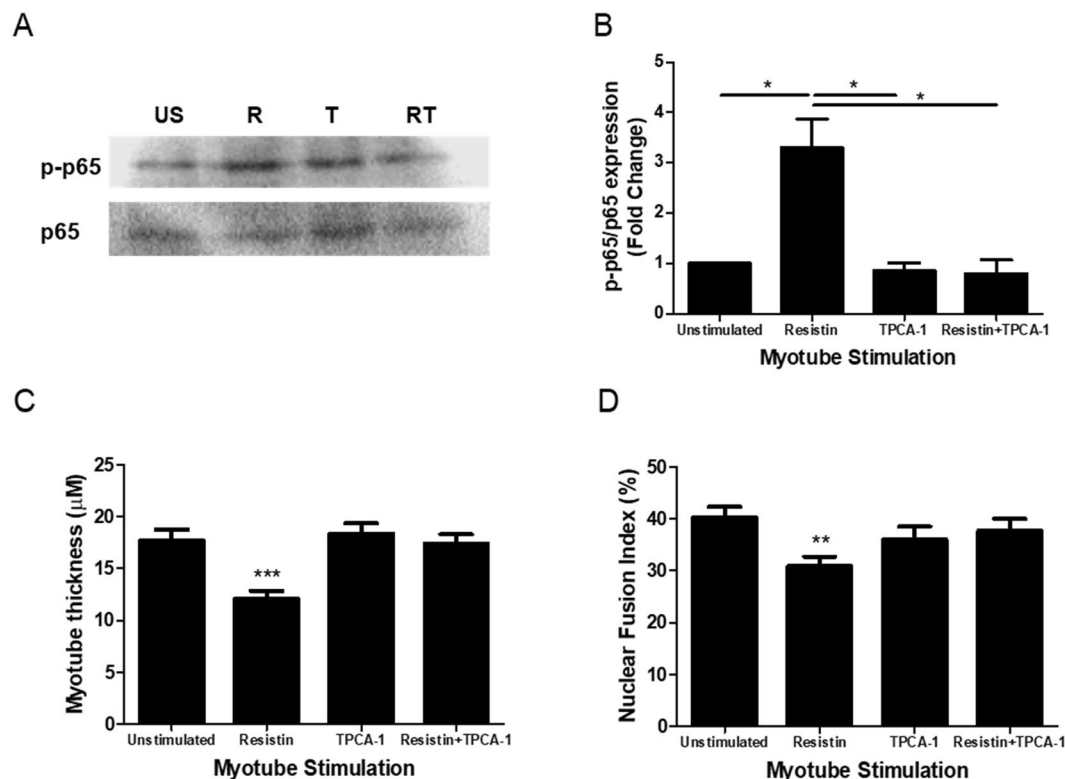 A
US R T RT
p-p65
p65
B
p-p65/p65 expression
(Fold Change)
5
4
3
2
1
0
* * *
Unstimulated Resistin TPCA-1 Resistin+TPCA-1
Myotube Stimulation
C
Myotube thickness (μM)
25
20
15
10
5
0
***
Unstimulated Resistin TPCA-1 Resistin+TPCA-1
Myotube Stimulation
D
Nuclear Fusion Index (%)
50
40
30
20
10
0
**
Unstimulated Resistin TPCA-1 Resistin+TPCA-1
Myotube Stimulation